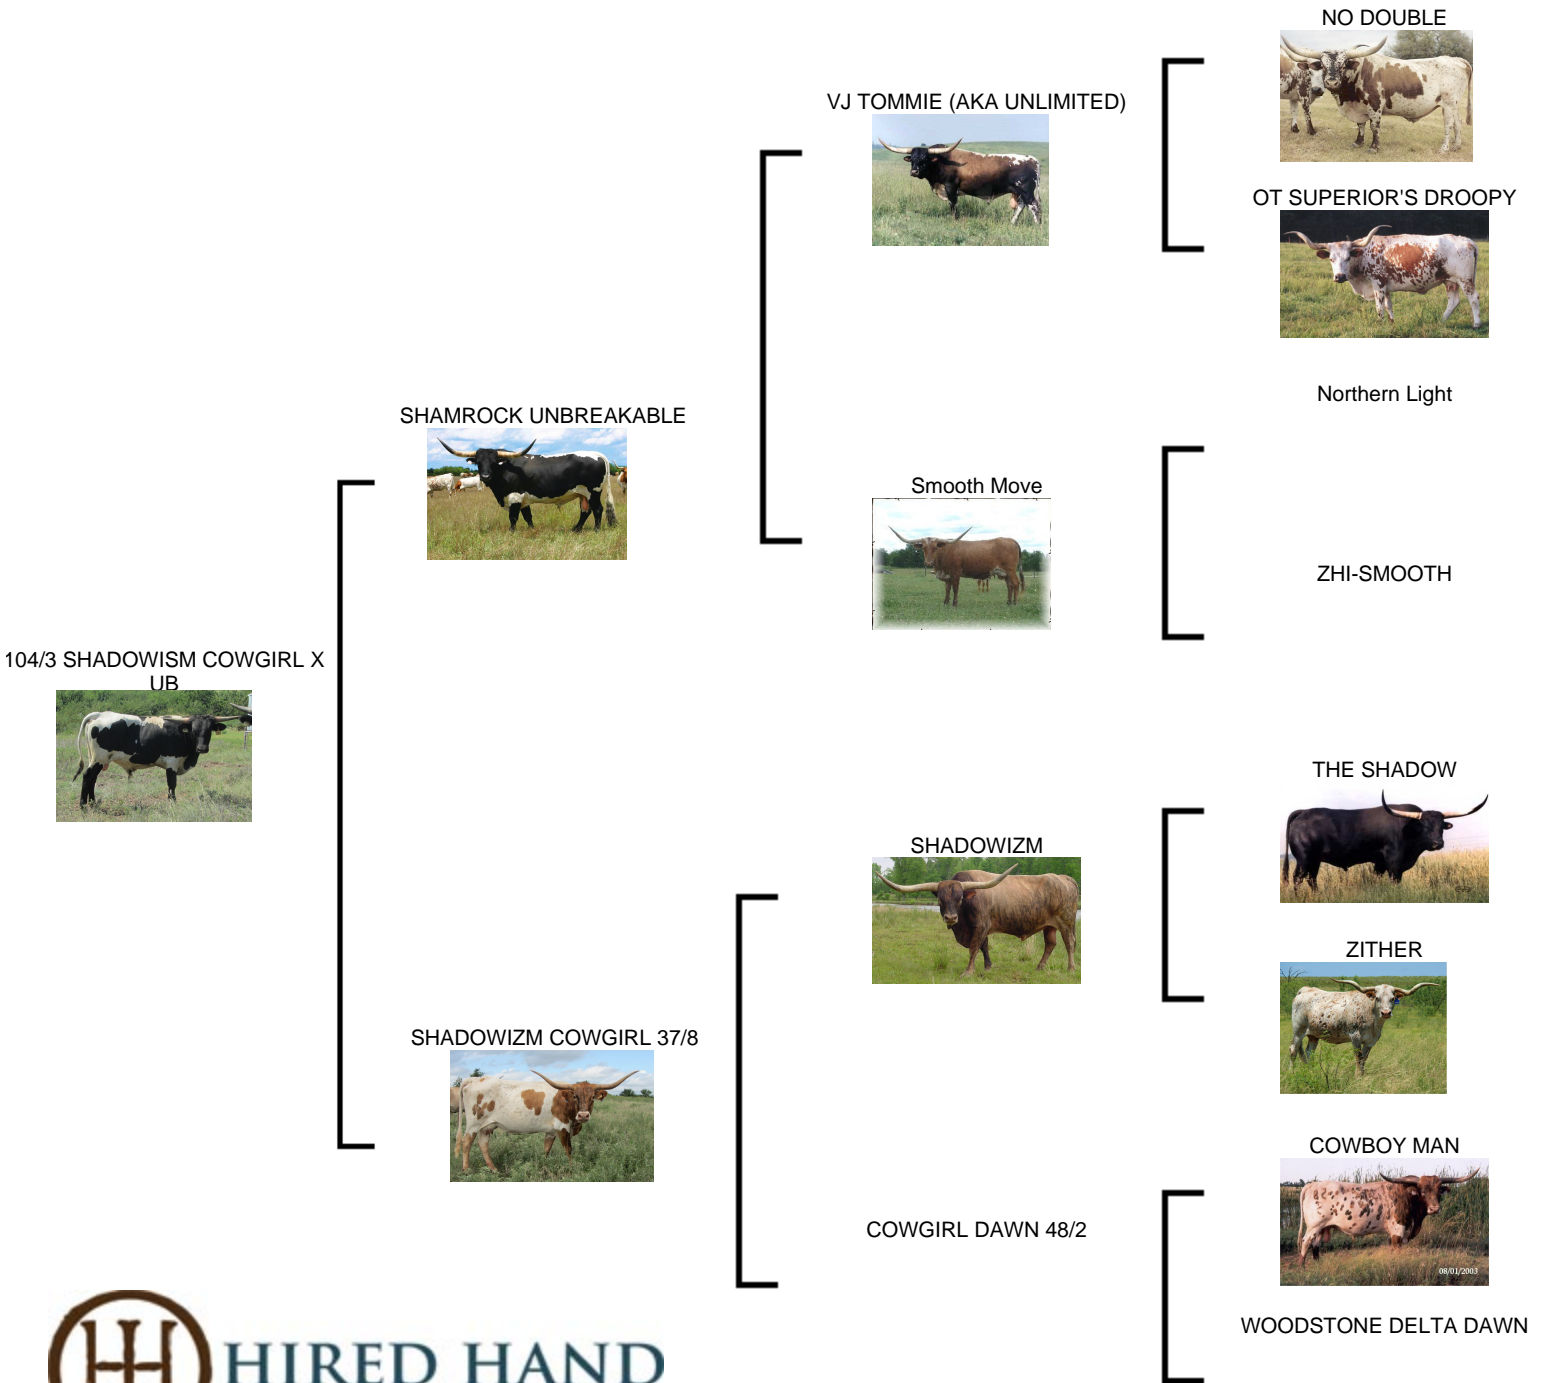 NO DOUBLE
VJ TOMMIE (AKA UNLIMITED)
OT SUPERIOR'S DROOPY
Northern Light
SHAMROCK UNBREAKABLE
Smooth Move
ZHI-SMOOTH
104/3 SHADOWISM COWGIRL X
UB
THE SHADOW
SHADOWIZM
ZITHER
SHADOWIZM COWGIRL 37/8
COWBOY MAN
COWGIRL DAWN 48/2
08/01/2003
WOODSTONE DELTA DAWN
HIRED HAND